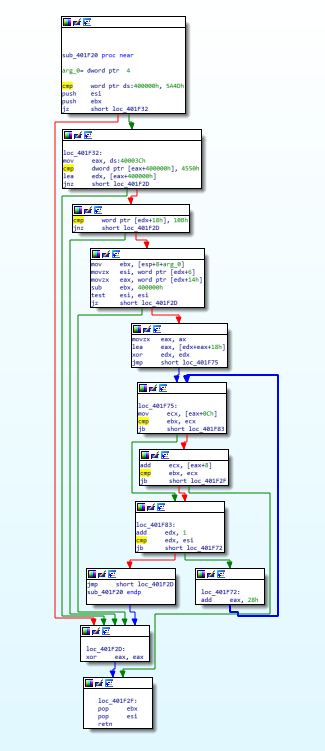 sub_401F20 proc near
arg_0= dword ptr 4
cmp word ptr ds:400000h, 5A4Dh
push esi
push ebx
jz short loc_401F32
loc_401F32:
mov eax, ds:40003Ch
cmp dword ptr [eax+400000h], 4550h
lea edx, [eax+400000h]
jnz short loc_401F2D
cmp word ptr [edx+18h], 10Bh
jnz short loc_401F2D
mov ebx, [esp+8+arg_0]
movzx esi, word ptr [edx+6]
movzx eax, word ptr [edx+14h]
sub ebx, 400000h
test esi, esi
jz short loc_401F2D
movzx eax, ax
lea eax, [edx+eax+18h]
xor edx, edx
jmp short loc_401F75
loc_401F75:
mov ecx, [eax+0Ch]
cmp ebx, ecx
jb short loc_401F83
add ecx, [eax+8]
cmp ebx, ecx
jb short loc_401F2F
loc_401F83:
add edx, 1
cmp edx, esi
jb short loc_401F72
jmp short loc_401F2D
sub_401F20 endp
loc_401F72:
add eax, 28h
loc_401F2D:
xor eax, eax
loc_401F2F:
pop ebx
pop esi
retn